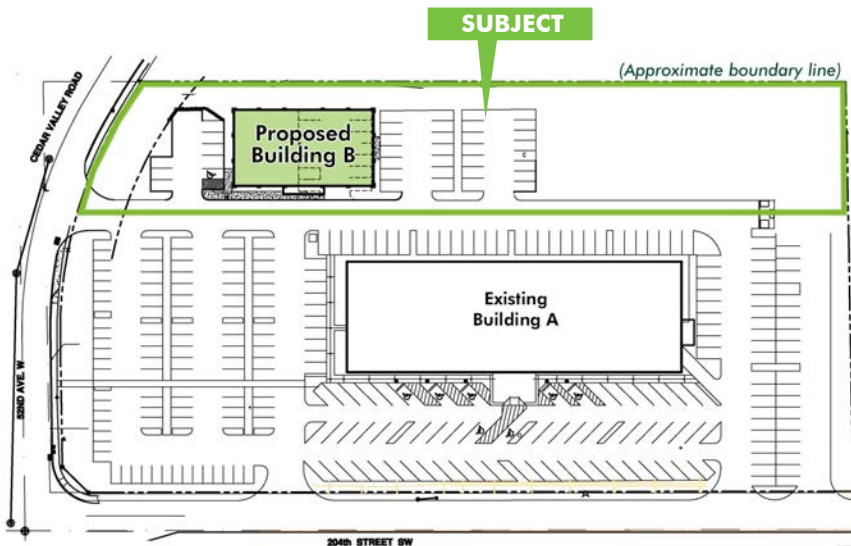 SUBJECT
(Approximate boundary line)
CEDAR VALLEY ROAD
Proposed
Building B
Existing
Building A
52ND AVE. W
204th STREET SW